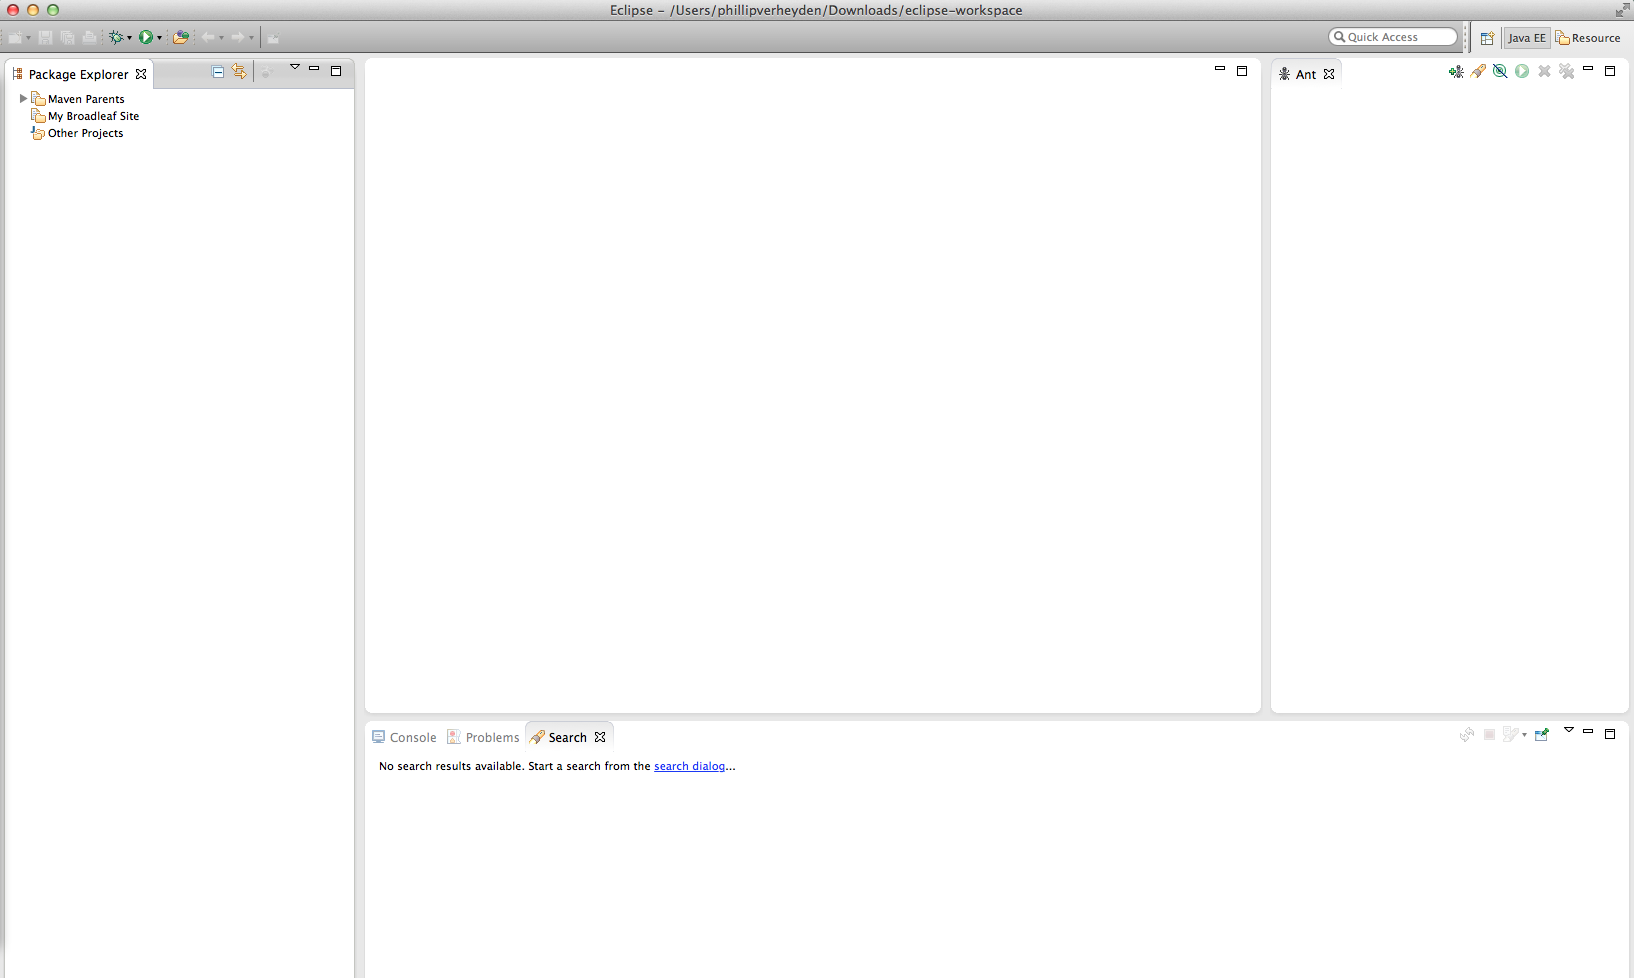 Eclipse - /Users/phillipverheyden/Downloads/eclipse-workspace
Quick Access
Java EE
Resource
Package Explorer
Maven Parents
My Broadleaf Site
Other Projects
Ant
Console
Problems
Search
No search results available. Start a search from the search dialog...